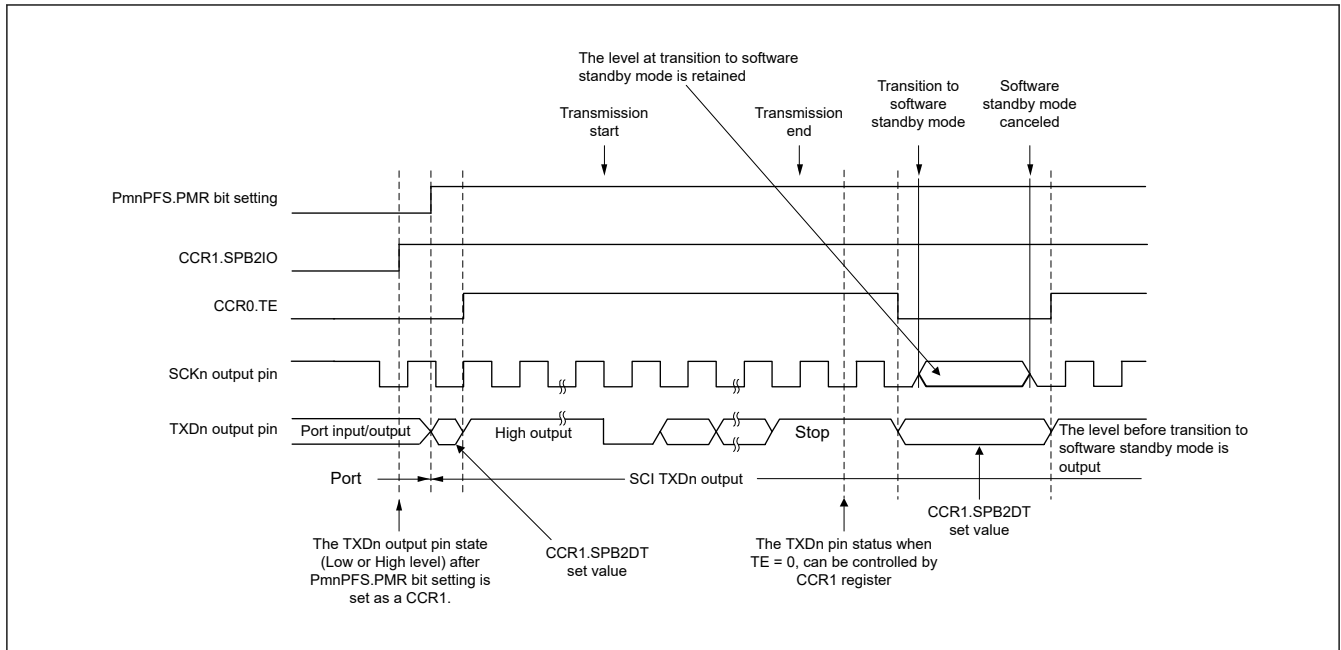 The level at transition to software
standby mode is retained
Transition to
software
standby mode
Software
standby mode
canceled
Transmission
start
Transmission
end
PmnPFS.PMR bit setting
CCR1.SPB2IO
CCR0.TE
SCKn output pin
TXDn output pin
Port input/output
High output
Stop
The level before transition to
software standby mode is
output
Port
SCI TXDn output
CCR1.SPB2DT
set value
The TXDn output pin state
(Low or High level) after
PmnPFS.PMR bit setting is
set as a CCR1.
CCR1.SPB2DT
set value
The TXDn pin status when
TE = 0, can be controlled by
CCR1 register